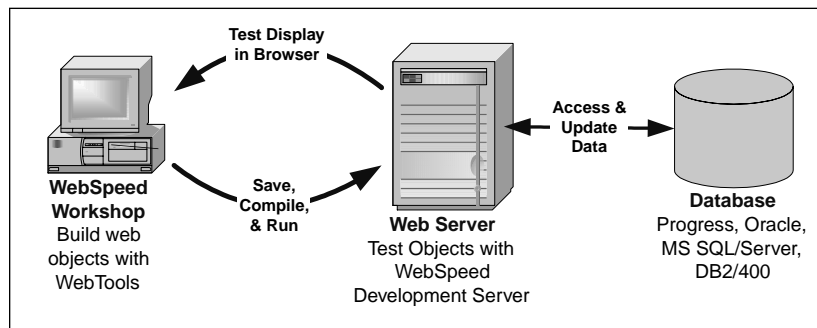 Test Display
in Browser
Access &
Update
Data
WebSpeed
Workshop
Build web
objects with
WebTools
Save,
Compile,
& Run
Web Server
Test Objects with
WebSpeed
Development Server
Database
Progress, Oracle,
MS SQL/Server,
DB2/400